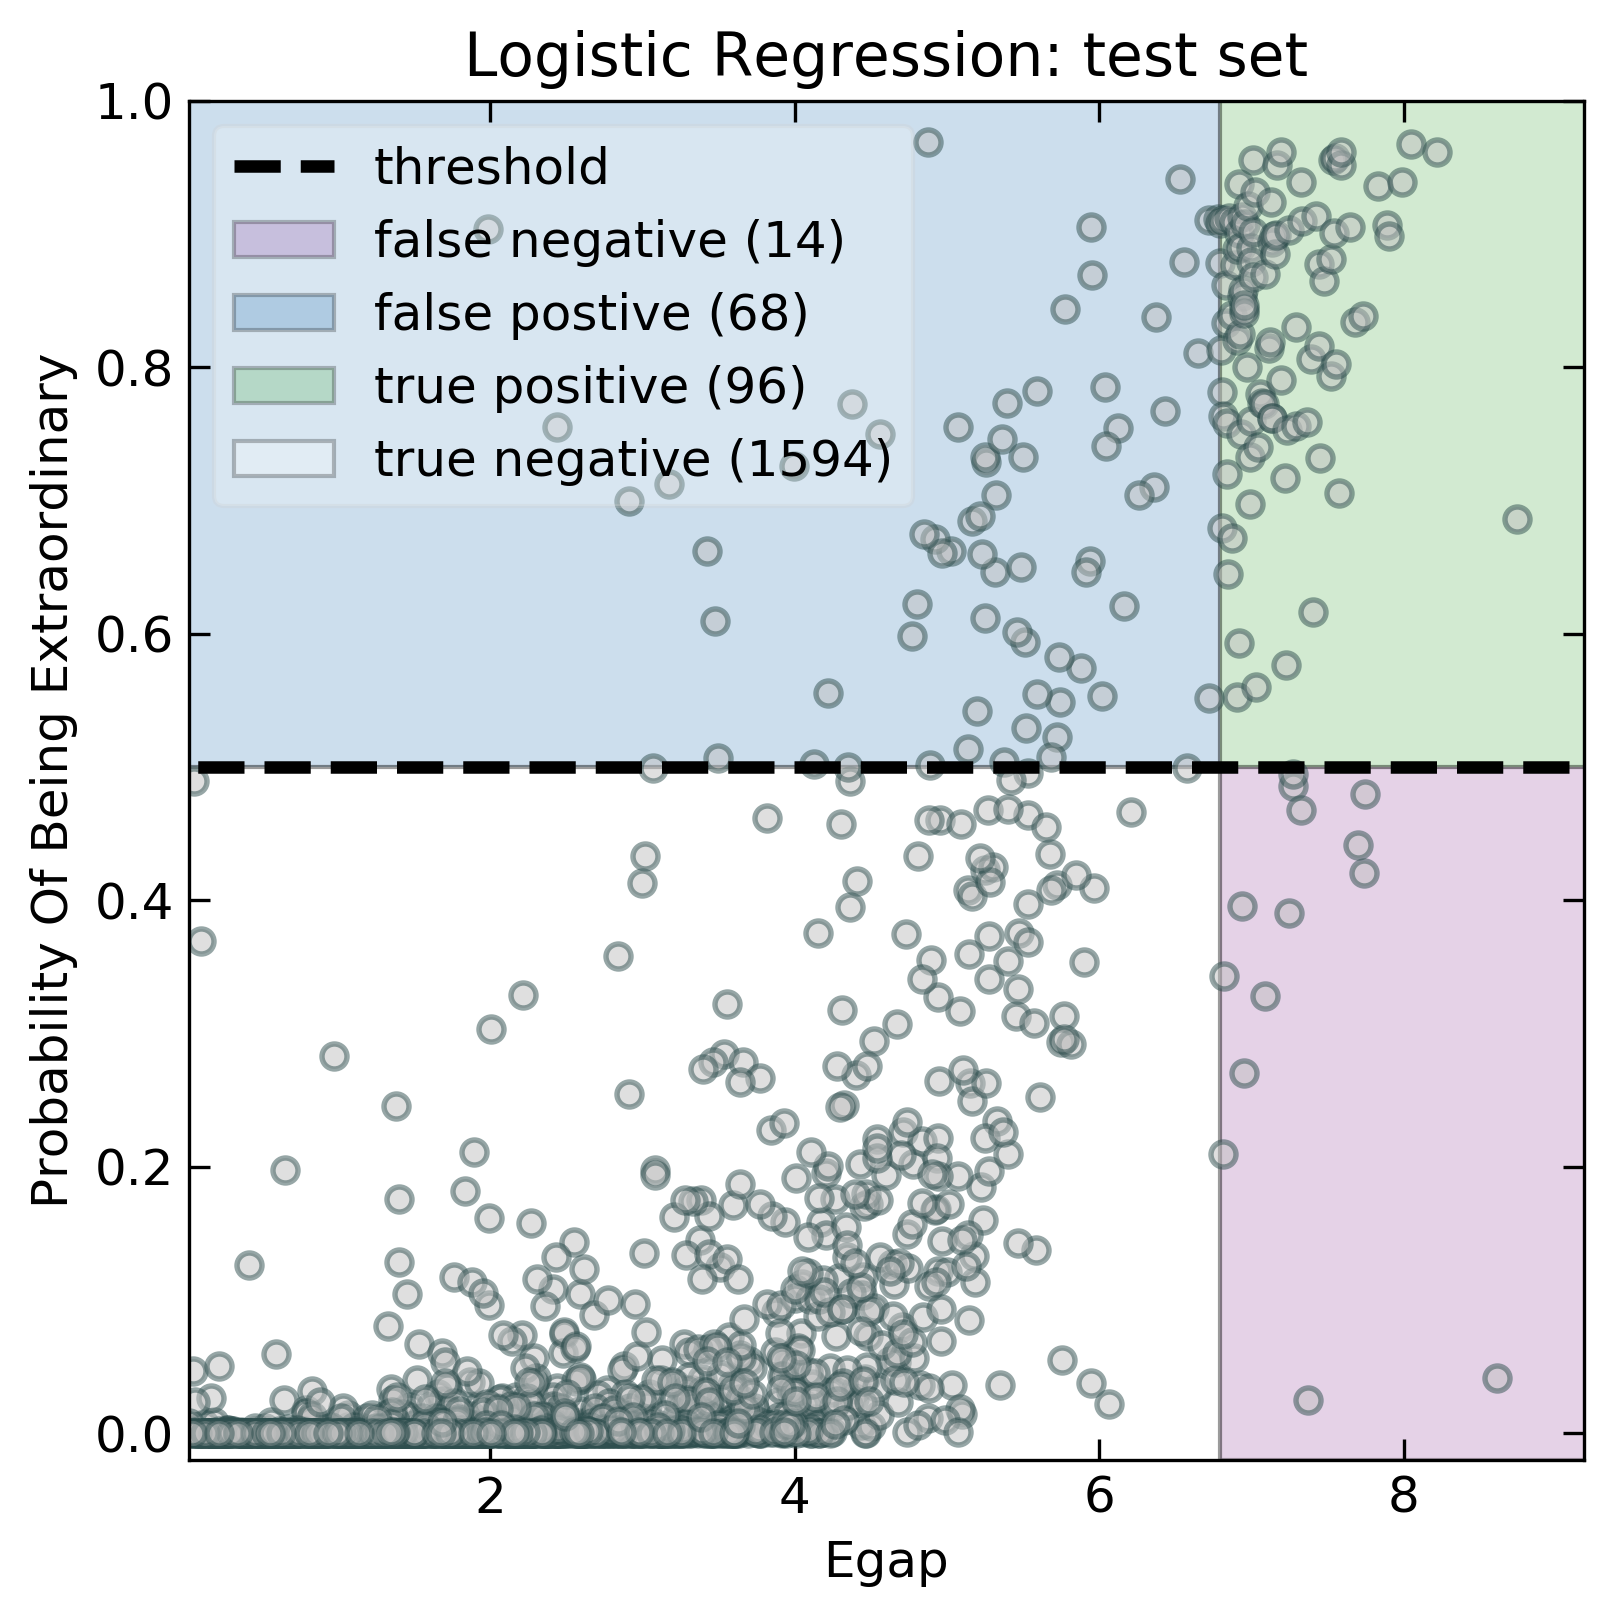 Logistic Regression: test set
1.0
0.8
0.6
0.4
0.2
0.0
Probability Of Being Extraordinary
threshold
false negative (14)
false postive (68)
true positive (96)
true negative (1594)
2 4 6 8
Egap